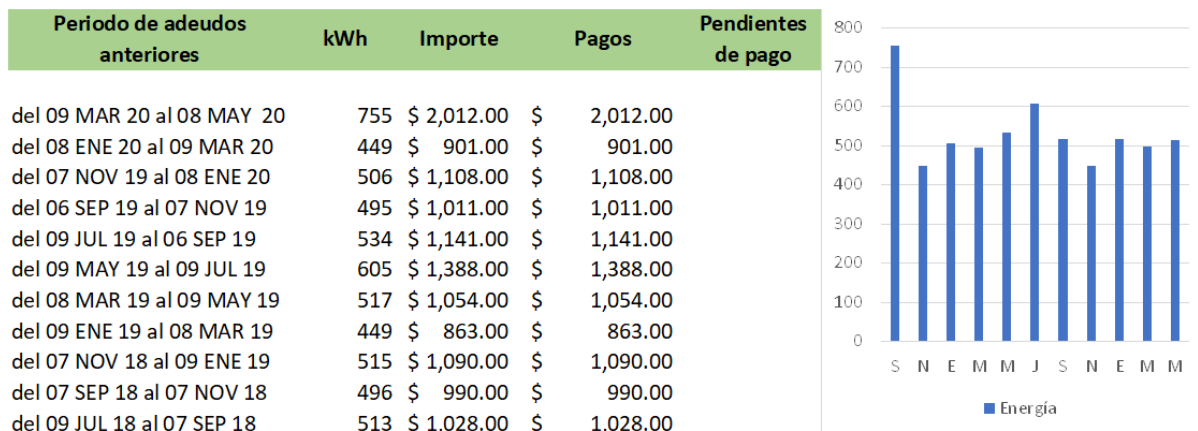 Periodo de adeudos anteriores kWh Importe Pagos Pendientes de pago
del 09 MAR 20 al 08 MAY  20 755 $ 2,012.00 $ 2,012.00
del 08 ENE 20 al 09 MAR 20 449 $ 901.00 $ 901.00
del 07 NOV 19 al 08 ENE 20 506 $ 1,108.00 $ 1,108.00
del 06 SEP 19 al 07 NOV 19 495 $ 1,011.00 $ 1,011.00
del 09 JUL 19 al 06 SEP 19 534 $ 1,141.00 $ 1,141.00
del 09 MAY 19 al 09 JUL 19 605 $ 1,388.00 $ 1,388.00
del 08 MAR 19 al 09 MAY 19 517 $ 1,054.00 $ 1,054.00
del 09 ENE 19 al 08 MAR 19 449 $ 863.00 $ 863.00
del 07 NOV 18 al 09 ENE 19 515 $ 1,090.00 $ 1,090.00
del 07 SEP 18 al 07 NOV 18 496 $ 990.00 $ 990.00
del 09 JUL 18 al 07 SEP 18 513 $ 1,028.00 $ 1,028.00
800
700
600
500
400
300
200
100
0
S N E M M J S N E M M
Energía